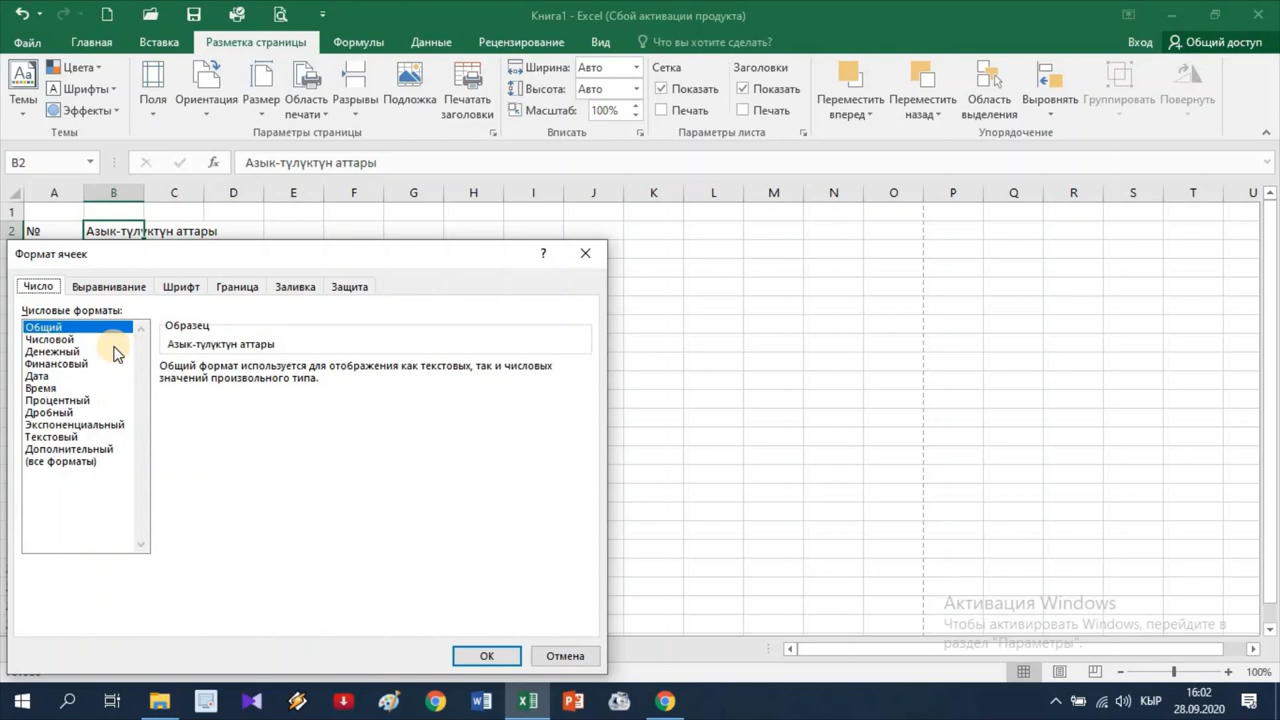 Книга1 - Excel (Сбой активации продукта)
Файл Главная Вставка Разметка страницы Формулы Данные Рецензирование Вид Что вы хотите сделать? Вход Общий доступ
Aa Темы Цвета Шрифты Эффекты Темы
Поля Ориентация Размер Область печати Разрывы Подложка Печатать заголовки
Параметры страницы
Ширина: Авто
Высота: Авто
Масштаб: 100%
Вписать
Сетка Заголовки
Показать Показать
Печать Печать
Параметры листа
Переместить вперед Переместить назад Область выделения Выровнять Группировать Повернуть
Упорядочение
B2 fx Азык-түлүктүн аттары
A B C D E F G H I J K L M N O P Q R S T U
1
2 № Азык-түлүктүн аттары
Формат ячеек ?
Число Выравнивание Шрифт Граница Заливка Защита
Числовые форматы:
Общий
Числовой
Денежный
Финансовый
Дата
Время
Процентный
Дробный
Экспоненциальный
Текстовый
Дополнительный
(все форматы)
Образец
Азык-түлүктүн аттары
Общий формат используется для отображения как текстовых, так и числовых
значений произвольного типа.
OK Отмена
Активация Windows
Чтобы активировать Windows, перейдите в
раздел "Параметры".
100%
КЫР 16:02
28.09.2020